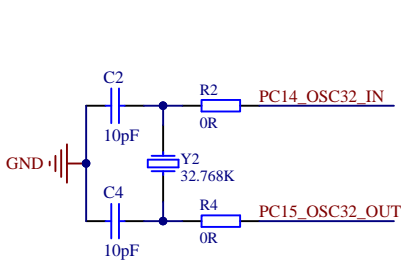 C2
R2
PC14_OSC32_IN
10pF
0R
GND
Y2
32.768K
C4
R4
PC15_OSC32_OUT
10pF
0R